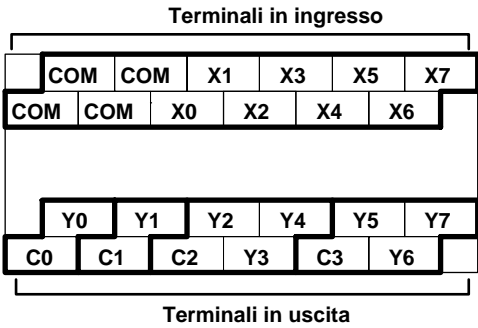 Terminali in ingresso
COM COM X1 X3 X5 X7
COM COM X0 X2 X4 X6
Y0 Y1 Y2 Y4 Y5 Y7
C0 C1 C2 Y3 C3 Y6
Terminali in uscita